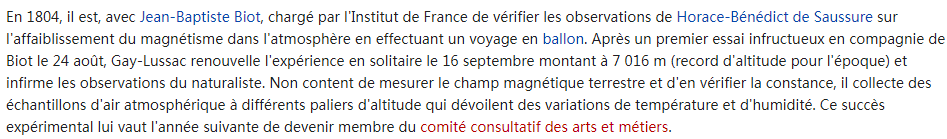 En 1804, il est, avec Jean-Baptiste Biot, chargé par l'Institut de France de vérifier les observations de Horace-Bénédict de Saussure sur
l'affaiblissement du magnétisme dans l'atmosphère en effectuant un voyage en ballon. Après un premier essai infructueux en compagnie de
Biot le 24 août, Gay-Lussac renouvelle l'expérience en solitaire le 16 septembre montant à 7 016 m (record d'altitude pour l'époque) et
infirme les observations du naturaliste. Non content de mesurer le champ magnétique terrestre et d'en vérifier la constance, il collecte des
échantillons d'air atmosphérique à différents paliers d'altitude qui dévoilent des variations de température et d'humidité. Ce succès
expérimental lui vaut l'année suivante de devenir membre du comité consultatif des arts et métiers.